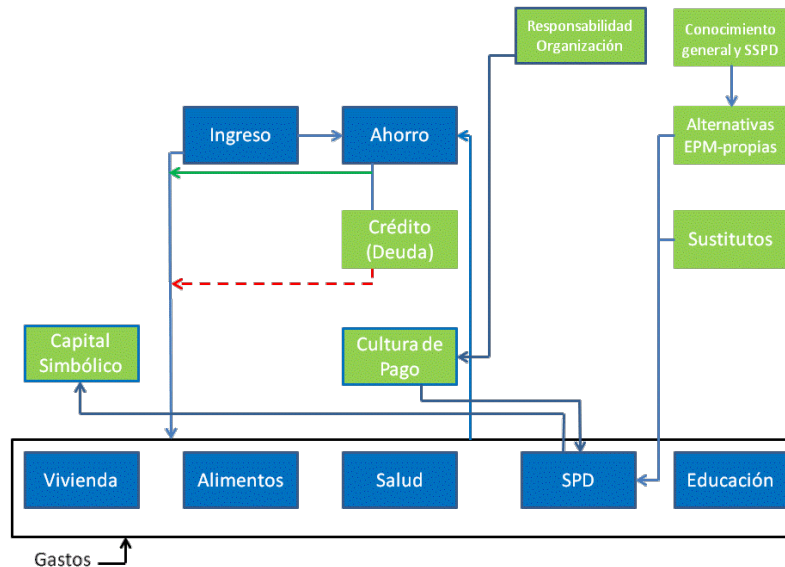 Responsabilidad
Organización
Conocimiento
general y SSPD
Ingreso
Ahorro
Alternativas
EPM-propias
Crédito
(Deuda)
Sustitutos
Capital
Simbólico
Cultura de
Pago
Vivienda
Alimentos
Salud
SPD
Educación
Gastos